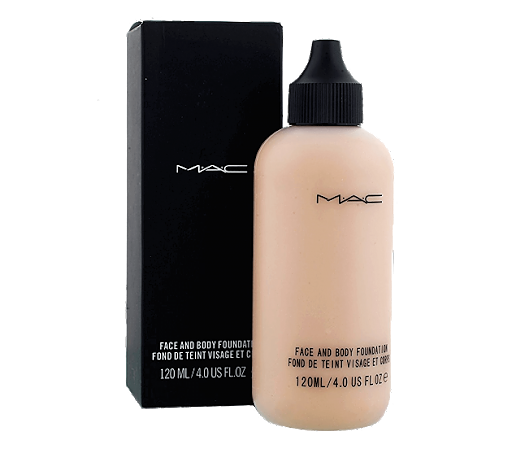 MAC
FACE AND BODY FOUNDATION
FOND DE TEINT VISAGE ET
120 ML/4.0 US FL.OZ
MAC
FACE AND BODY FOUNDATION
FOND DE TEINT VISAGE ET CORPS
120ML/4.0 US FL.OZ℮